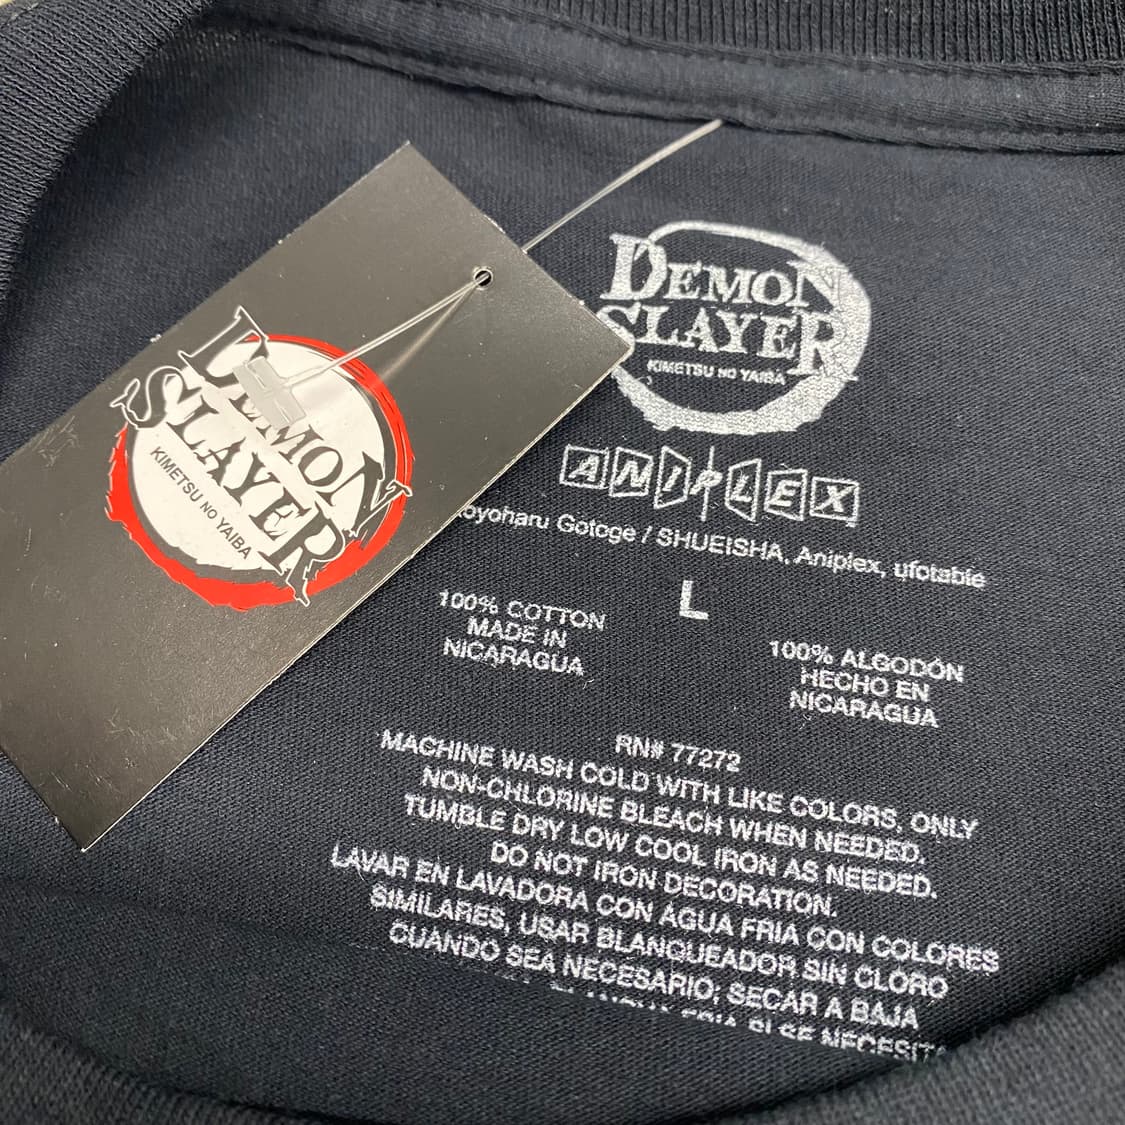 DEMON
SLAYER
KIMETSU NO YAIBA
DEMON
SLAYER
KIMETSU NO YAIBA
ANIPLEX
Gotoge / SHUEISHA, Aniplex, ufotable
L
100% COTTON
MADE IN
NICARAGUA
100% ALGODÓN
HECHO EN
NICARAGUA
RN# 77272
MACHINE WASH COLD WITH LIKE COLORS, ONLY
NON-CHLORINE BLEACH WHEN NEEDED.
TUMBLE DRY LOW COOL IRON AS NEEDED.
DO NOT IRON DECORATION.
LAVAR EN LAVADORA CON AGUA FRIA CON COLORES
SIMILARES, USAR BLANQUEADOR SIN CLORO
CUANDO SEA NECESARIO; SECAR A BAJA
FRIA SI SE